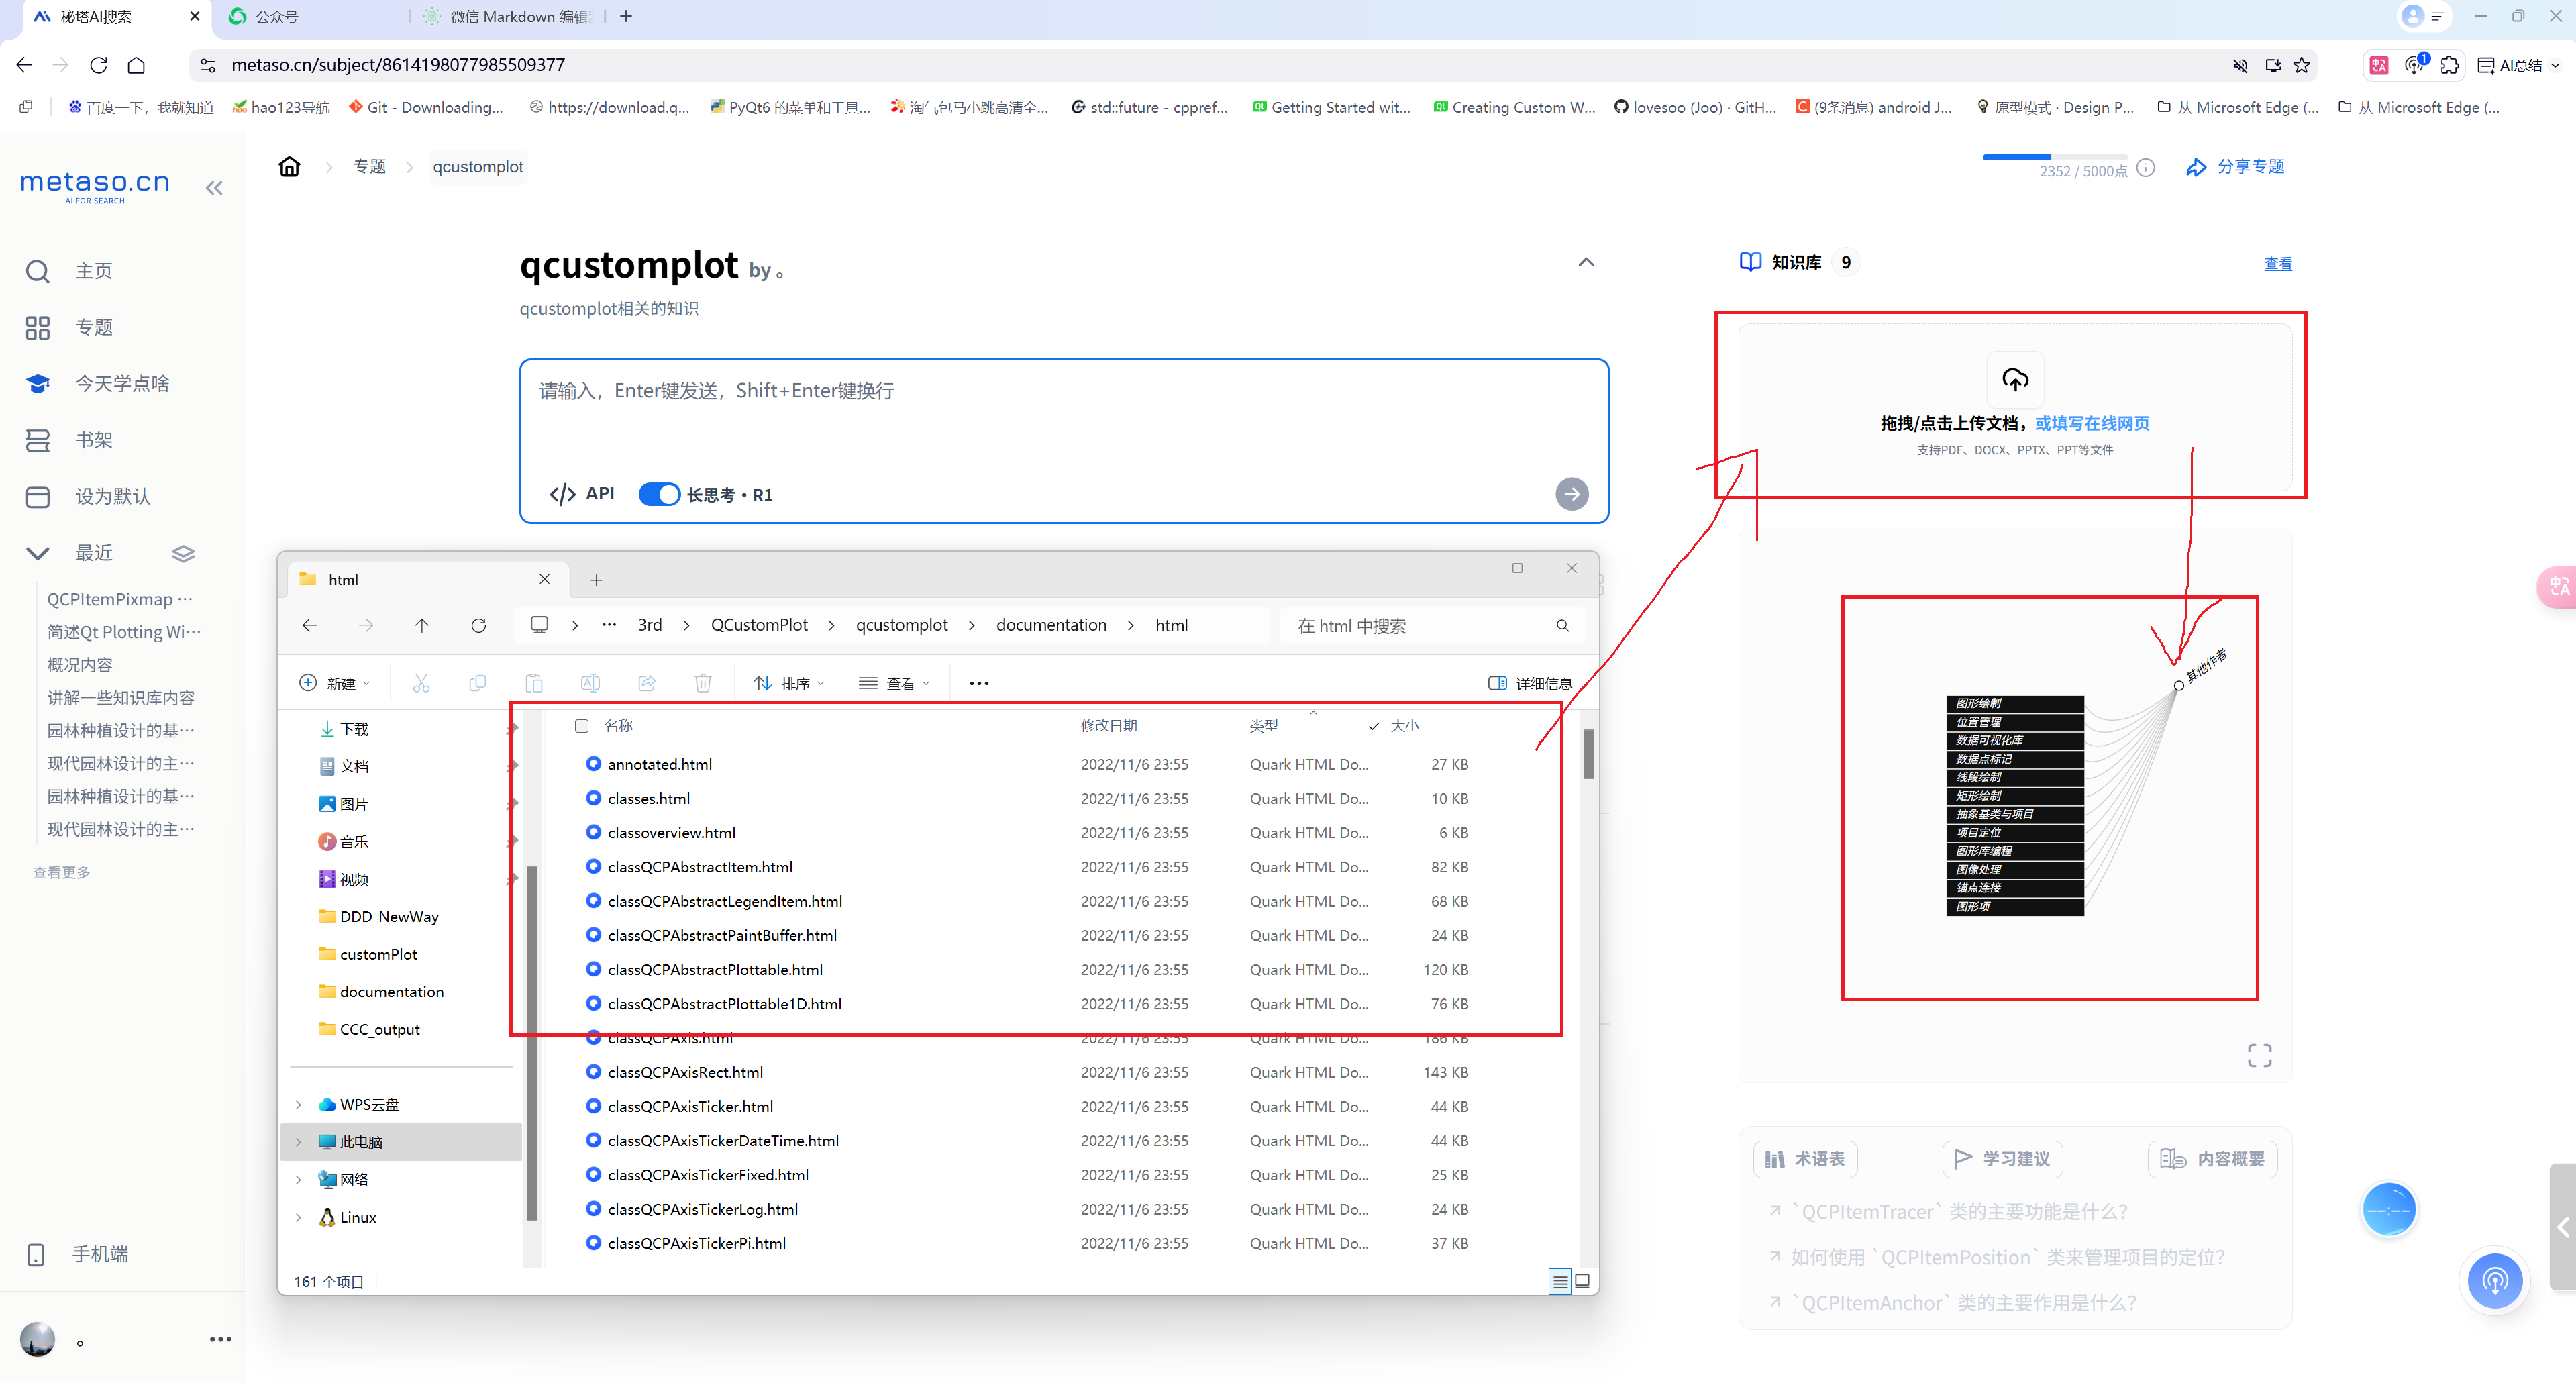 秘塔AI搜索
公众号
微信 Markdown 编辑
metaso.cn/subject/8614198077985509377
1
AI总结
百度一下，我就知道
hao123导航
Git - Downloading...
https://download.q...
PyQt6 的菜单和工具...
淘气包马小跳高清全...
std::future - cppref...
Getting Started wit...
Creating Custom W...
lovesoo (Joo) · GitH...
(9条消息) android J...
原型模式 · Design P...
从 Microsoft Edge (...
从 Microsoft Edge (...
metaso.cn
AI FOR SEARCH
主页
专题
今天学点啥
书架
设为默认
最近
QCPItemPixmap ···
简述Qt Plotting Wi···
概况内容
讲解一些知识库内容
园林种植设计的基···
现代园林设计的主···
园林种植设计的基···
现代园林设计的主···
查看更多
手机端
。
专题
qcustomplot
2352 / 5000点
分享专题
qcustomplot by 。
qcustomplot相关的知识
请输入，Enter键发送，Shift+Enter键换行
API
长思考 • R1
知识库 9
查看
拖拽/点击上传文档，或填写在线网页
支持PDF、DOCX、PPTX、PPT等文件
其他作者
图形绘制
位置管理
数据可视化库
数据点标记
线段绘制
矩形绘制
抽象基类与项目
项目定位
图形库编程
图像处理
锚点连接
图形项
术语表
学习建议
内容概要
`QCPItemTracer` 类的主要功能是什么？
如何使用 `QCPItemPosition` 类来管理项目的定位？
`QCPItemAnchor` 类的主要作用是什么？
中A
--:--
html
··· 3rd > QCustomPlot > qcustomplot > documentation > html
在 html 中搜索
新建
排序
查看
详细信息
下载
文档
图片
音乐
视频
DDD_NewWay
customPlot
documentation
CCC_output
WPS云盘
此电脑
网络
Linux
名称 修改日期 类型 大小
annotated.html 2022/11/6 23:55 Quark HTML Do... 27 KB
classes.html 2022/11/6 23:55 Quark HTML Do... 10 KB
classoverview.html 2022/11/6 23:55 Quark HTML Do... 6 KB
classQCPAbstractItem.html 2022/11/6 23:55 Quark HTML Do... 82 KB
classQCPAbstractLegendItem.html 2022/11/6 23:55 Quark HTML Do... 68 KB
classQCPAbstractPaintBuffer.html 2022/11/6 23:55 Quark HTML Do... 24 KB
classQCPAbstractPlottable.html 2022/11/6 23:55 Quark HTML Do... 120 KB
classQCPAbstractPlottable1D.html 2022/11/6 23:55 Quark HTML Do... 76 KB
classQCPAxis.html 2022/11/6 23:55 Quark HTML Do... 186 KB
classQCPAxisRect.html 2022/11/6 23:55 Quark HTML Do... 143 KB
classQCPAxisTicker.html 2022/11/6 23:55 Quark HTML Do... 44 KB
classQCPAxisTickerDateTime.html 2022/11/6 23:55 Quark HTML Do... 44 KB
classQCPAxisTickerFixed.html 2022/11/6 23:55 Quark HTML Do... 25 KB
classQCPAxisTickerLog.html 2022/11/6 23:55 Quark HTML Do... 24 KB
classQCPAxisTickerPi.html 2022/11/6 23:55 Quark HTML Do... 37 KB
161 个项目